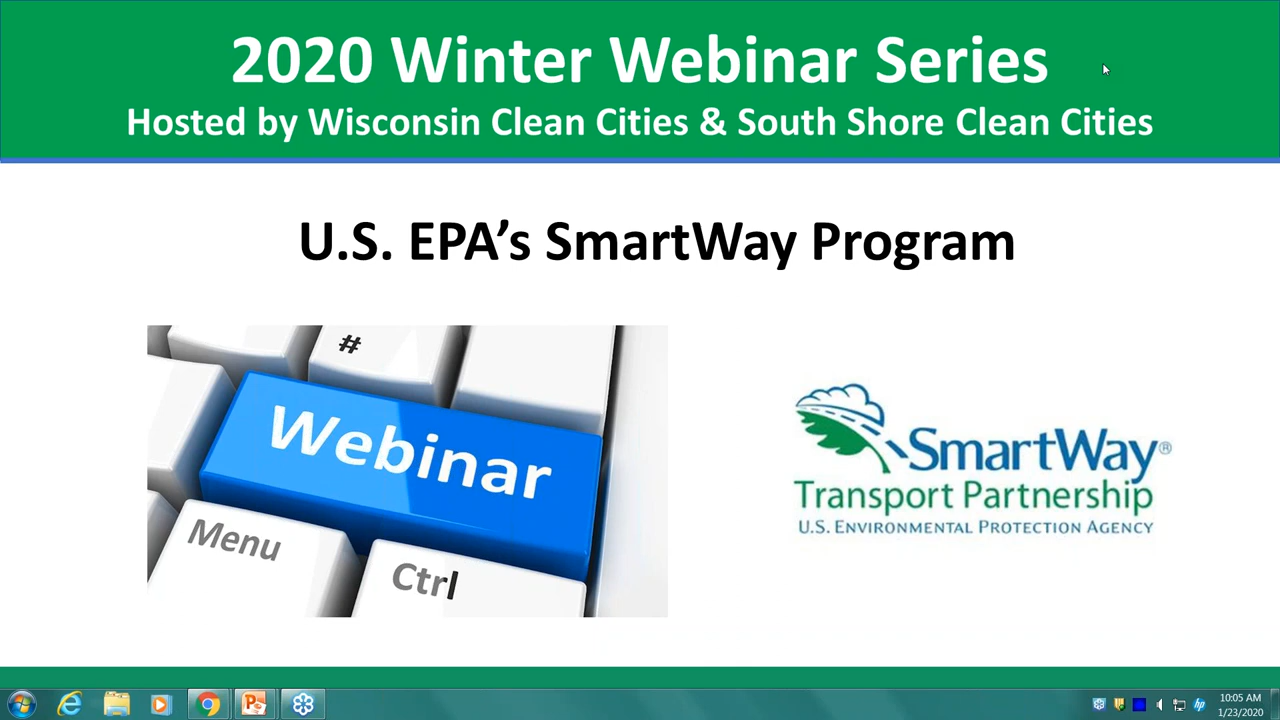 2020 Winter Webinar Series
Hosted by Wisconsin Clean Cities & South Shore Clean Cities
U.S. EPA’s SmartWay Program
#
Webinar
Menu
Ctrl
SmartWay®
Transport Partnership
U.S. ENVIRONMENTAL PROTECTION AGENCY
10:05 AM
1/23/2020